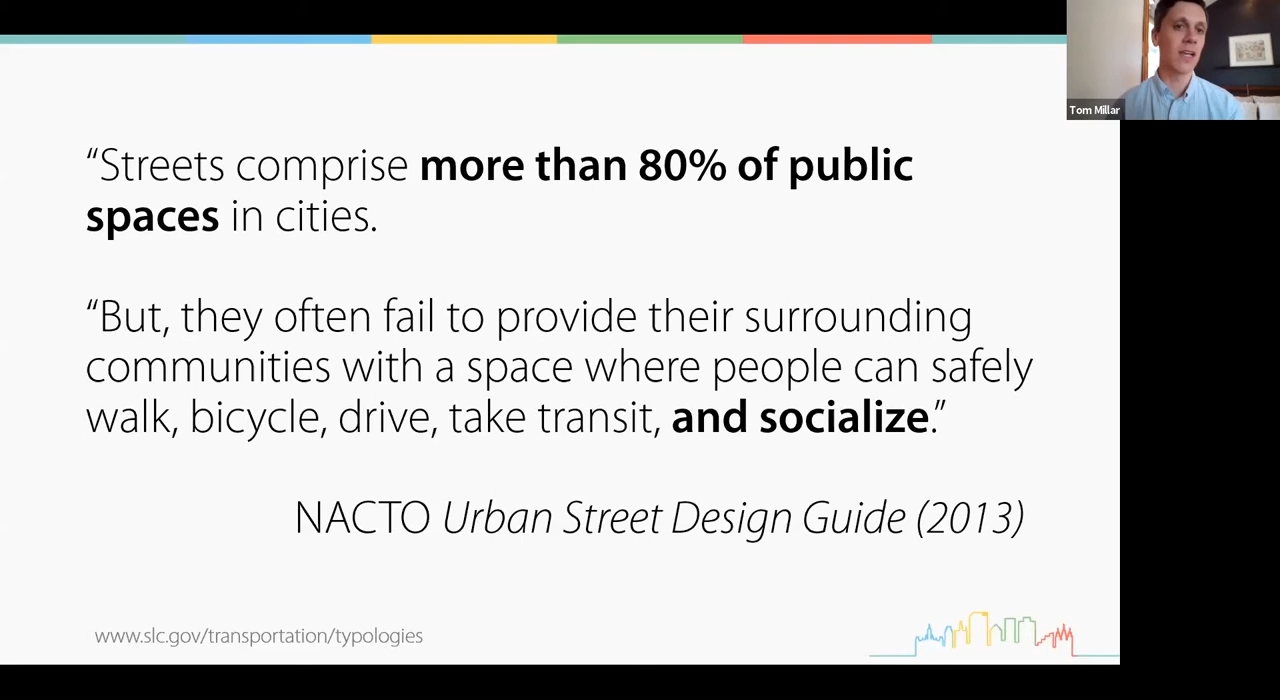 “Streets comprise more than 80% of public
spaces in cities.
“But, they often fail to provide their surrounding
communities with a space where people can safely
walk, bicycle, drive, take transit, and socialize.”
NACTO Urban Street Design Guide (2013)
www.slc.gov/transportation/typologies
Tom Millar